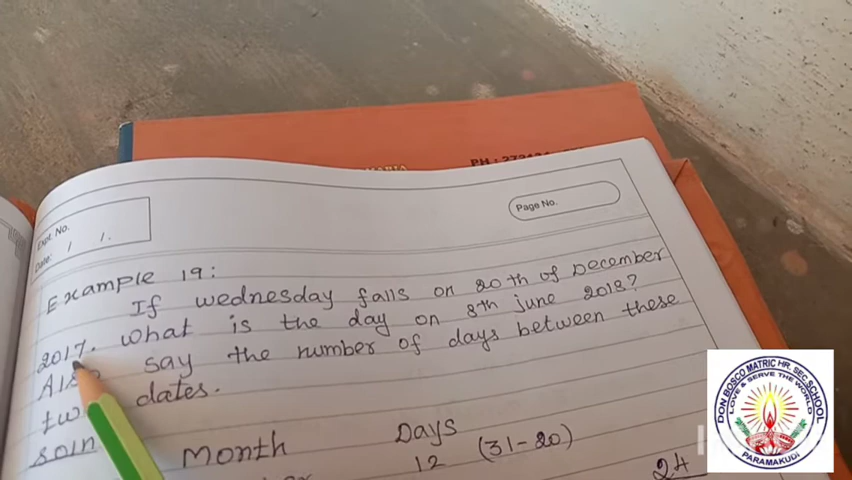 PH : 27
Page No.
Expt. No.
Date: / /.
Example 19:
If wednesday falls on 20th of December
2017. What is the day on 8th june 2018?
Also say the number of days between these
two dates.
Soln
Month Days
12 (31-20)
24
DON BOSCO MATRIC HR. SEC SCHOOL
LOVE & SERVE THE WORLD
PARAMAKUDI